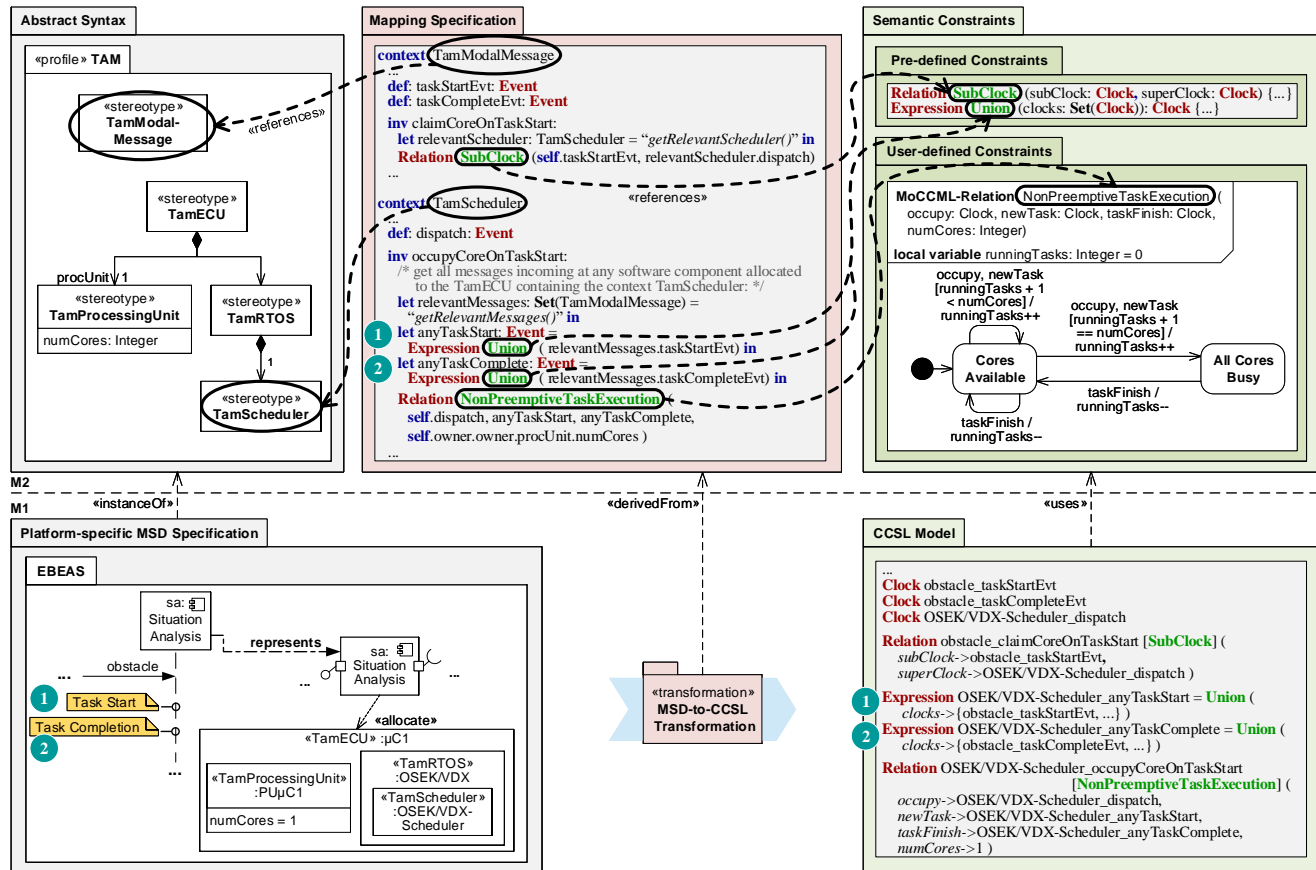 Abstract Syntax
«profile» TAM
«stereotype»
TamModal-
Message
«references»
«stereotype»
TamECU
procUnit
1
«stereotype»
TamProcessingUnit
numCores: Integer
«stereotype»
TamRTOS
1
«stereotype»
TamScheduler
Mapping Specification
context TamModalMessage
...
def: taskStartEvt: Event
def: taskCompleteEvt: Event
inv claimCoreOnTaskStart:
let relevantScheduler: TamScheduler = “getRelevantScheduler()” in
Relation SubClock (self.taskStartEvt, relevantScheduler.dispatch)
...
«references»
context TamScheduler
...
def: dispatch: Event
inv occupyCoreOnTaskStart:
/* get all messages incoming at any software component allocated
to the TamECU containing the context TamScheduler: */
let relevantMessages: Set(TamModalMessage) =
“getRelevantMessages()” in
1 let anyTaskStart: Event =
Expression Union ( relevantMessages.taskStartEvt) in
2 let anyTaskComplete: Event =
Expression Union ( relevantMessages.taskCompleteEvt) in
Relation NonPreemptiveTaskExecution
self.dispatch, anyTaskStart, anyTaskComplete,
self.owner.owner.procUnit.numCores )
...
Semantic Constraints
Pre-defined Constraints
Relation SubClock (subClock: Clock, superClock: Clock) {...}
Expression Union (clocks: Set(Clock)): Clock {...}
User-defined Constraints
MoCCML-Relation NonPreemptiveTaskExecution (
occupy: Clock, newTask: Clock, taskFinish: Clock,
numCores: Integer)
local variable runningTasks: Integer = 0
occupy, newTask
[runningTasks + 1
< numCores] /
runningTasks++
occupy, newTask
[runningTasks + 1
== numCores] /
runningTasks++
Cores
Available
All Cores
Busy
taskFinish /
runningTasks--
taskFinish /
runningTasks--
M2
M1
«instanceOf»
«derivedFrom»
«uses»
Platform-specific MSD Specification
EBEAS
sa:
Situation
Analysis
represents
sa:
Situation
Analysis
obstacle
...
...
...
1
Task Start
Task Completion
2
...
«allocate»
«TamECU» :µC1
«TamProcessingUnit»
:PUµC1
numCores = 1
«TamRTOS»
:OSEK/VDX
«TamScheduler»
:OSEK/VDX-
Scheduler
«transformation»
MSD-to-CCSL
Transformation
CCSL Model
...
Clock obstacle_taskStartEvt
Clock obstacle_taskCompleteEvt
Clock OSEK/VDX-Scheduler_dispatch
Relation obstacle_claimCoreOnTaskStart [SubClock] (
subClock->obstacle_taskStartEvt,
superClock->OSEK/VDX-Scheduler_dispatch )
1 Expression OSEK/VDX-Scheduler_anyTaskStart = Union (
clocks->{obstacle_taskStartEvt, ...} )
2 Expression OSEK/VDX-Scheduler_anyTaskComplete = Union (
clocks->{obstacle_taskCompleteEvt, ...} )
Relation OSEK/VDX-Scheduler_occupyCoreOnTaskStart
[NonPreemptiveTaskExecution] (
occupy->OSEK/VDX-Scheduler_dispatch,
newTask->OSEK/VDX-Scheduler_anyTaskStart,
taskFinish->OSEK/VDX-Scheduler_anyTaskComplete,
numCores->1 )